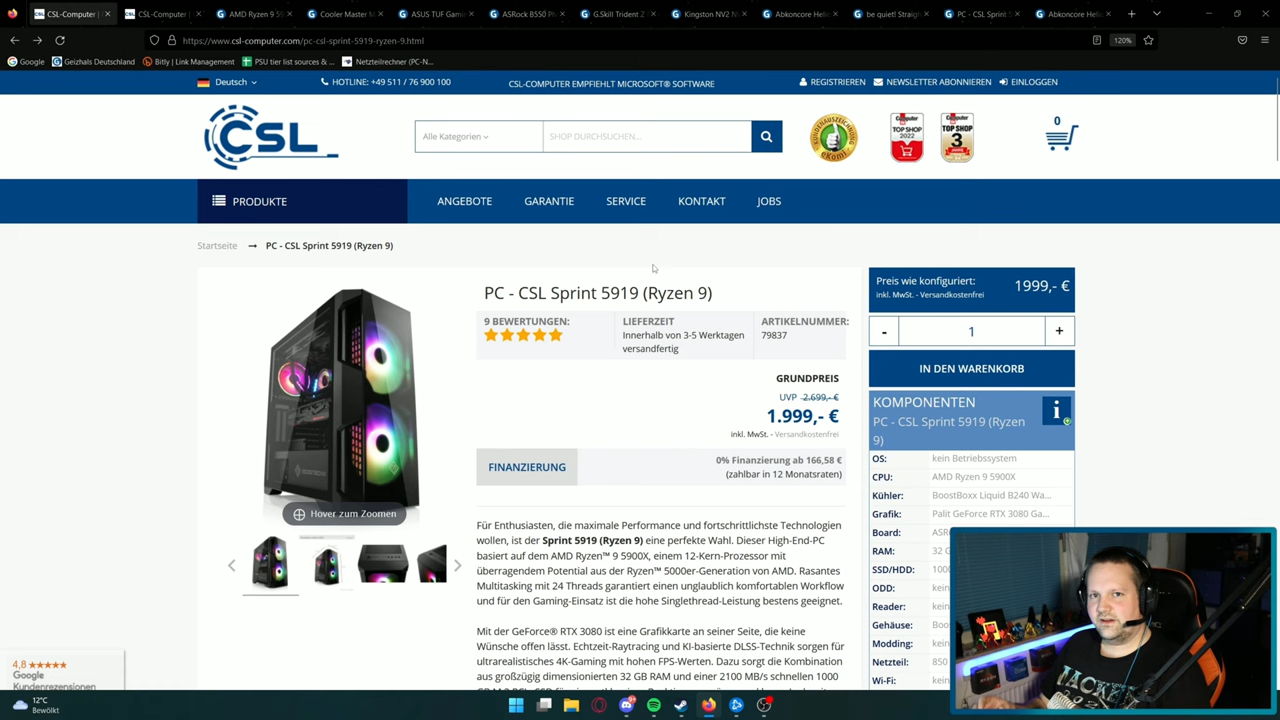 CSL-Computer |
CSL-Computer |
AMD Ryzen 9 59
Cooler Master M
ASUS TUF Gami
ASRock B550 P
G.Skill Trident Z
Kingston NV2 N
Abkoncore Heli
be quiet! Straigh
PC - CSL Sprint 5
Abkoncore Helic
https://www.csl-computer.com/pc-csl-sprint-5919-ryzen-9.html
120%
Google
Geizhals Deutschland
Bitly | Link Management
PSU tier list sources & ...
Netzteilrechner (PC-N...
Deutsch
HOTLINE: +49 511 / 76 900 100
CSL-COMPUTER EMPFIEHLT MICROSOFT® SOFTWARE
REGISTRIEREN
NEWSLETTER ABONNIEREN
EINLOGGEN
CSL
Alle Kategorien
SHOP DURCHSUCHEN...
eKomi
TOP SHOP
2022
TOP SHOP
3
0
PRODUKTE
ANGEBOTE
GARANTIE
SERVICE
KONTAKT
JOBS
Startseite → PC - CSL Sprint 5919 (Ryzen 9)
PC - CSL Sprint 5919 (Ryzen 9)
9 BEWERTUNGEN:
LIEFERZEIT
Innerhalb von 3-5 Werktagen
versandfertig
ARTIKELNUMMER:
79837
GRUNDPREIS
UVP 2.699,- €
1.999,- €
inkl. MwSt. - Versandkostenfrei
FINANZIERUNG
0% Finanzierung ab 166,58 €
(zahlbar in 12 Monatsraten)
Hover zum Zoomen
Für Enthusiasten, die maximale Performance und fortschrittlichste Technologien
wollen, ist der Sprint 5919 (Ryzen 9) eine perfekte Wahl. Dieser High-End-PC
basiert auf dem AMD Ryzen™ 9 5900X, einem 12-Kern-Prozessor mit
überragendem Potential aus der Ryzen™ 5000er-Generation von AMD. Rasantes
Multitasking mit 24 Threads garantiert einen unglaublich komfortablen Workflow
und für den Gaming-Einsatz ist die hohe Singlethread-Leistung bestens geeignet.
Mit der GeForce® RTX 3080 ist eine Grafikkarte an seiner Seite, die keine
Wünsche offen lässt. Echtzeit-Raytracing und KI-basierte DLSS-Technik sorgen für
ultrarealistisches 4K-Gaming mit hohen FPS-Werten. Dazu sorgt die Kombination
aus großzügig dimensionierten 32 GB RAM und einer 2100 MB/s schnellen 1000
Preis wie konfiguriert:
1999,- €
inkl. MwSt. - Versandkostenfrei
- 1 +
IN DEN WARENKORB
KOMPONENTEN
PC - CSL Sprint 5919 (Ryzen
9)
OS: kein Betriebssystem
CPU: AMD Ryzen 9 5900X
Kühler: BoostBoxx Liquid B240 Wa...
Grafik: Palit GeForce RTX 3080 Ga...
Board: ASR
RAM: 32 G
SSD/HDD: 1000
ODD: kein
Reader: kein
Gehäuse: Boo
Modding: kein
Netzteil: 850
Wi-Fi: kein
4,8
Google
Kundenrezensionen
12°C
Bewölkt